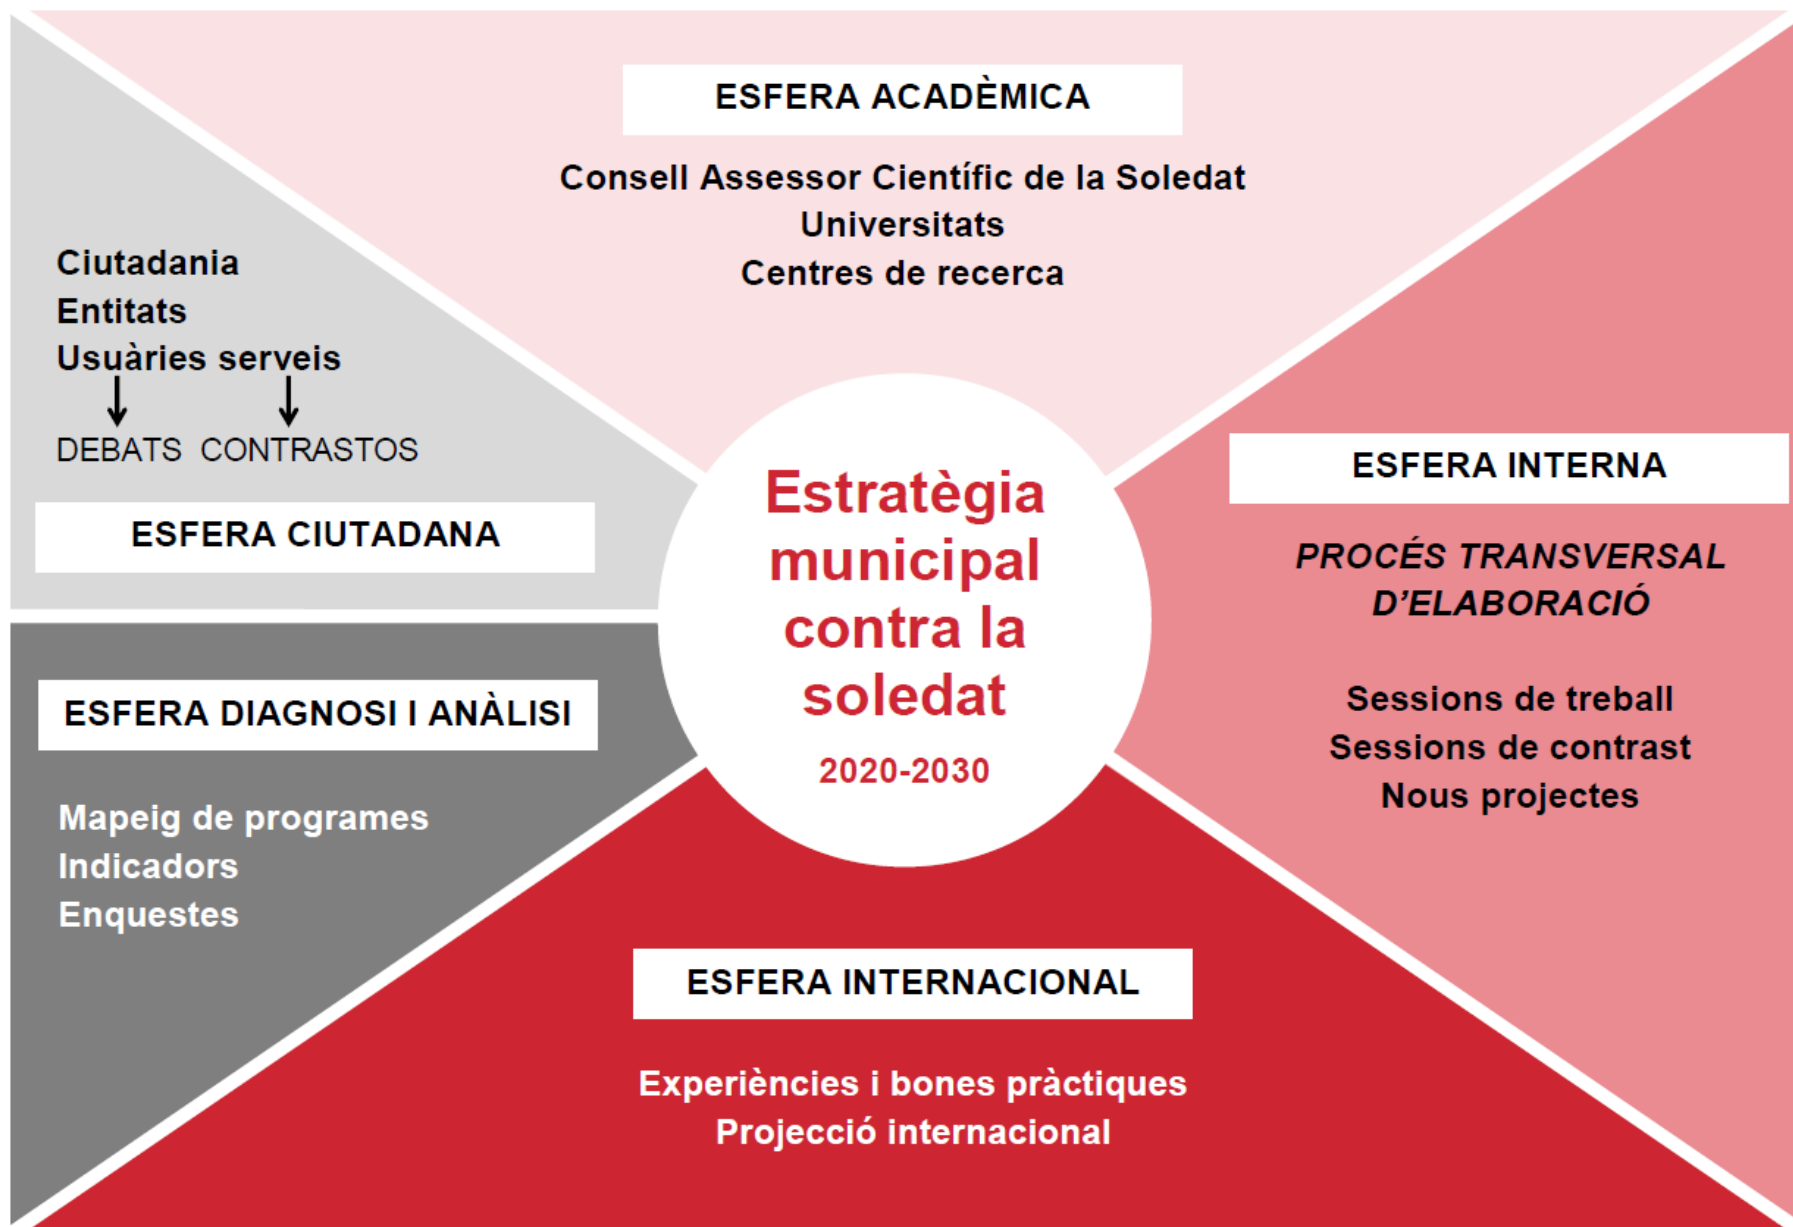 ESFERA ACADÈMICA
Consell Assessor Científic de la Soledat
Universitats
Centres de recerca
Ciutadania
Entitats
Usuàries serveis
DEBATS CONTRASTOS
ESFERA CIUTADANA
Estratègia
municipal
contra la
soledat
2020-2030
ESFERA INTERNA
PROCÉS TRANSVERSAL
D’ELABORACIÓ
Sessions de treball
Sessions de contrast
Nous projectes
ESFERA DIAGNOSI I ANÀLISI
Mapeig de programes
Indicadors
Enquestes
ESFERA INTERNACIONAL
Experiències i bones pràctiques
Projecció internacional